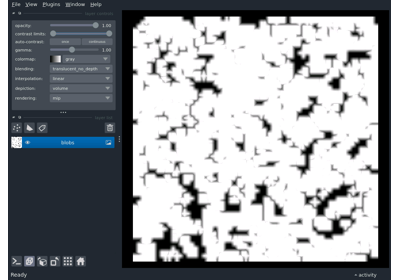 File View Plugins Window Help
opacity: 1.00
contrast limits:
auto-contrast: once continuous
gamma: 1.00
colormap: gray
blending: translucent_no_depth
interpolation: linear
depiction: volume
rendering: mip
blobs
Ready
activity